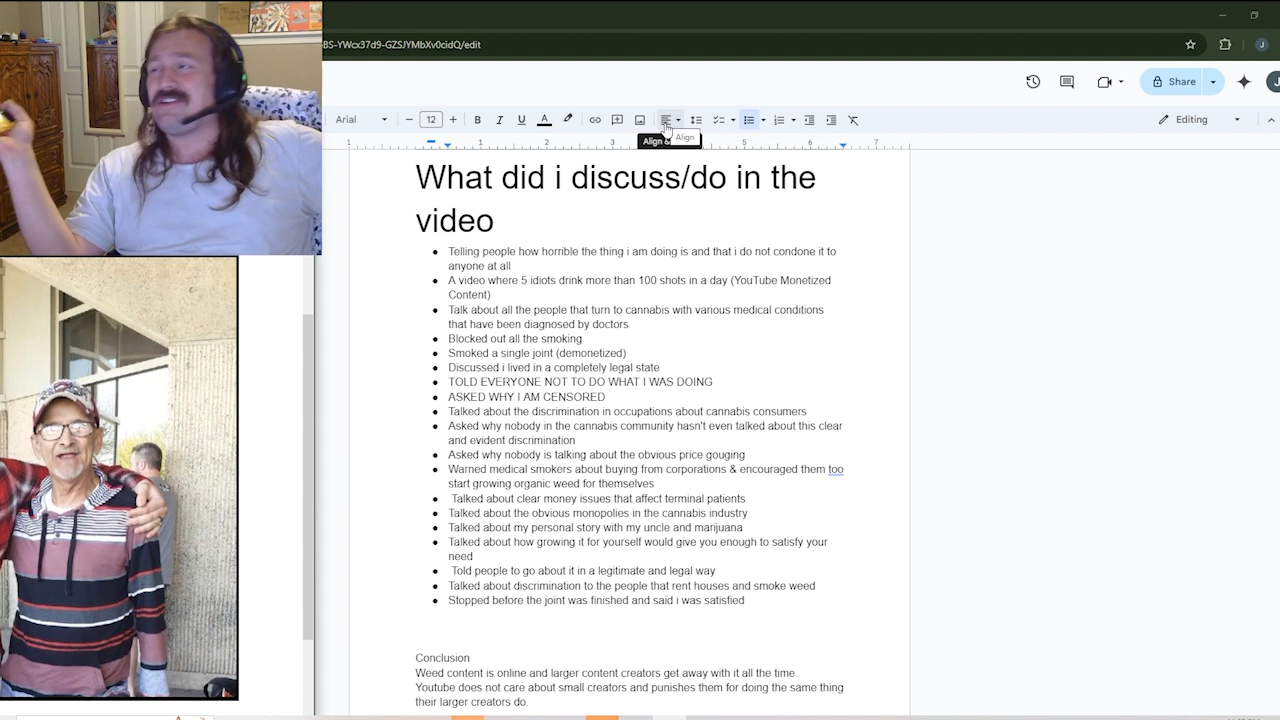 BS-YWcx37d9-GZSJYMbXv0cidQ/edit
Share
Arial
12
B I U A
Editing
1 1 2 3 5 6 7
Align &
Align
What did i discuss/do in the
video
Telling people how horrible the thing i am doing is and that i do not condone it to
anyone at all
A video where 5 idiots drink more than 100 shots in a day (YouTube Monetized
Content)
Talk about all the people that turn to cannabis with various medical conditions
that have been diagnosed by doctors
Blocked out all the smoking
Smoked a single joint (demonetized)
Discussed i lived in a completely legal state
TOLD EVERYONE NOT TO DO WHAT I WAS DOING
ASKED WHY I AM CENSORED
Talked about the discrimination in occupations about cannabis consumers
Asked why nobody in the cannabis community hasn't even talked about this clear
and evident discrimination
Asked why nobody is talking about the obvious price gouging
Warned medical smokers about buying from corporations & encouraged them too
start growing organic weed for themselves
Talked about clear money issues that affect terminal patients
Talked about the obvious monopolies in the cannabis industry
Talked about my personal story with my uncle and marijuana
Talked about how growing it for yourself would give you enough to satisfy your
need
Told people to go about it in a legitimate and legal way
Talked about discrimination to the people that rent houses and smoke weed
Stopped before the joint was finished and said i was satisfied
Conclusion
Weed content is online and larger content creators get away with it all the time.
Youtube does not care about small creators and punishes them for doing the same thing
their larger creators do.